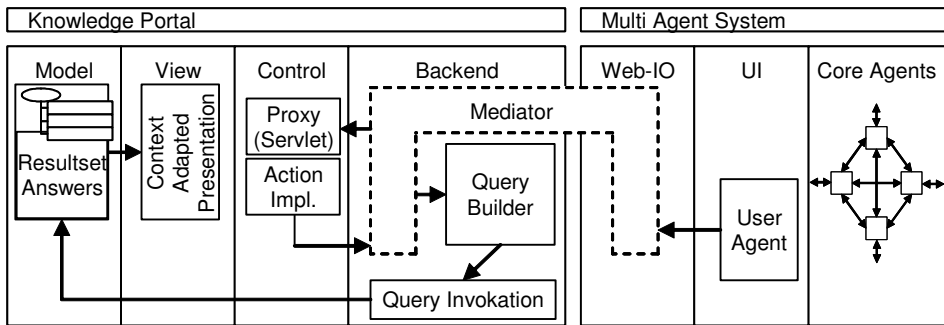 Knowledge Portal
Multi Agent System
Model
View
Control
Backend
Web-IO
UI
Core Agents
Resultset
Answers
Context
Adapted
Presentation
Proxy
(Servlet)
Action
Impl.
Mediator
Query
Builder
Query Invokation
User
Agent